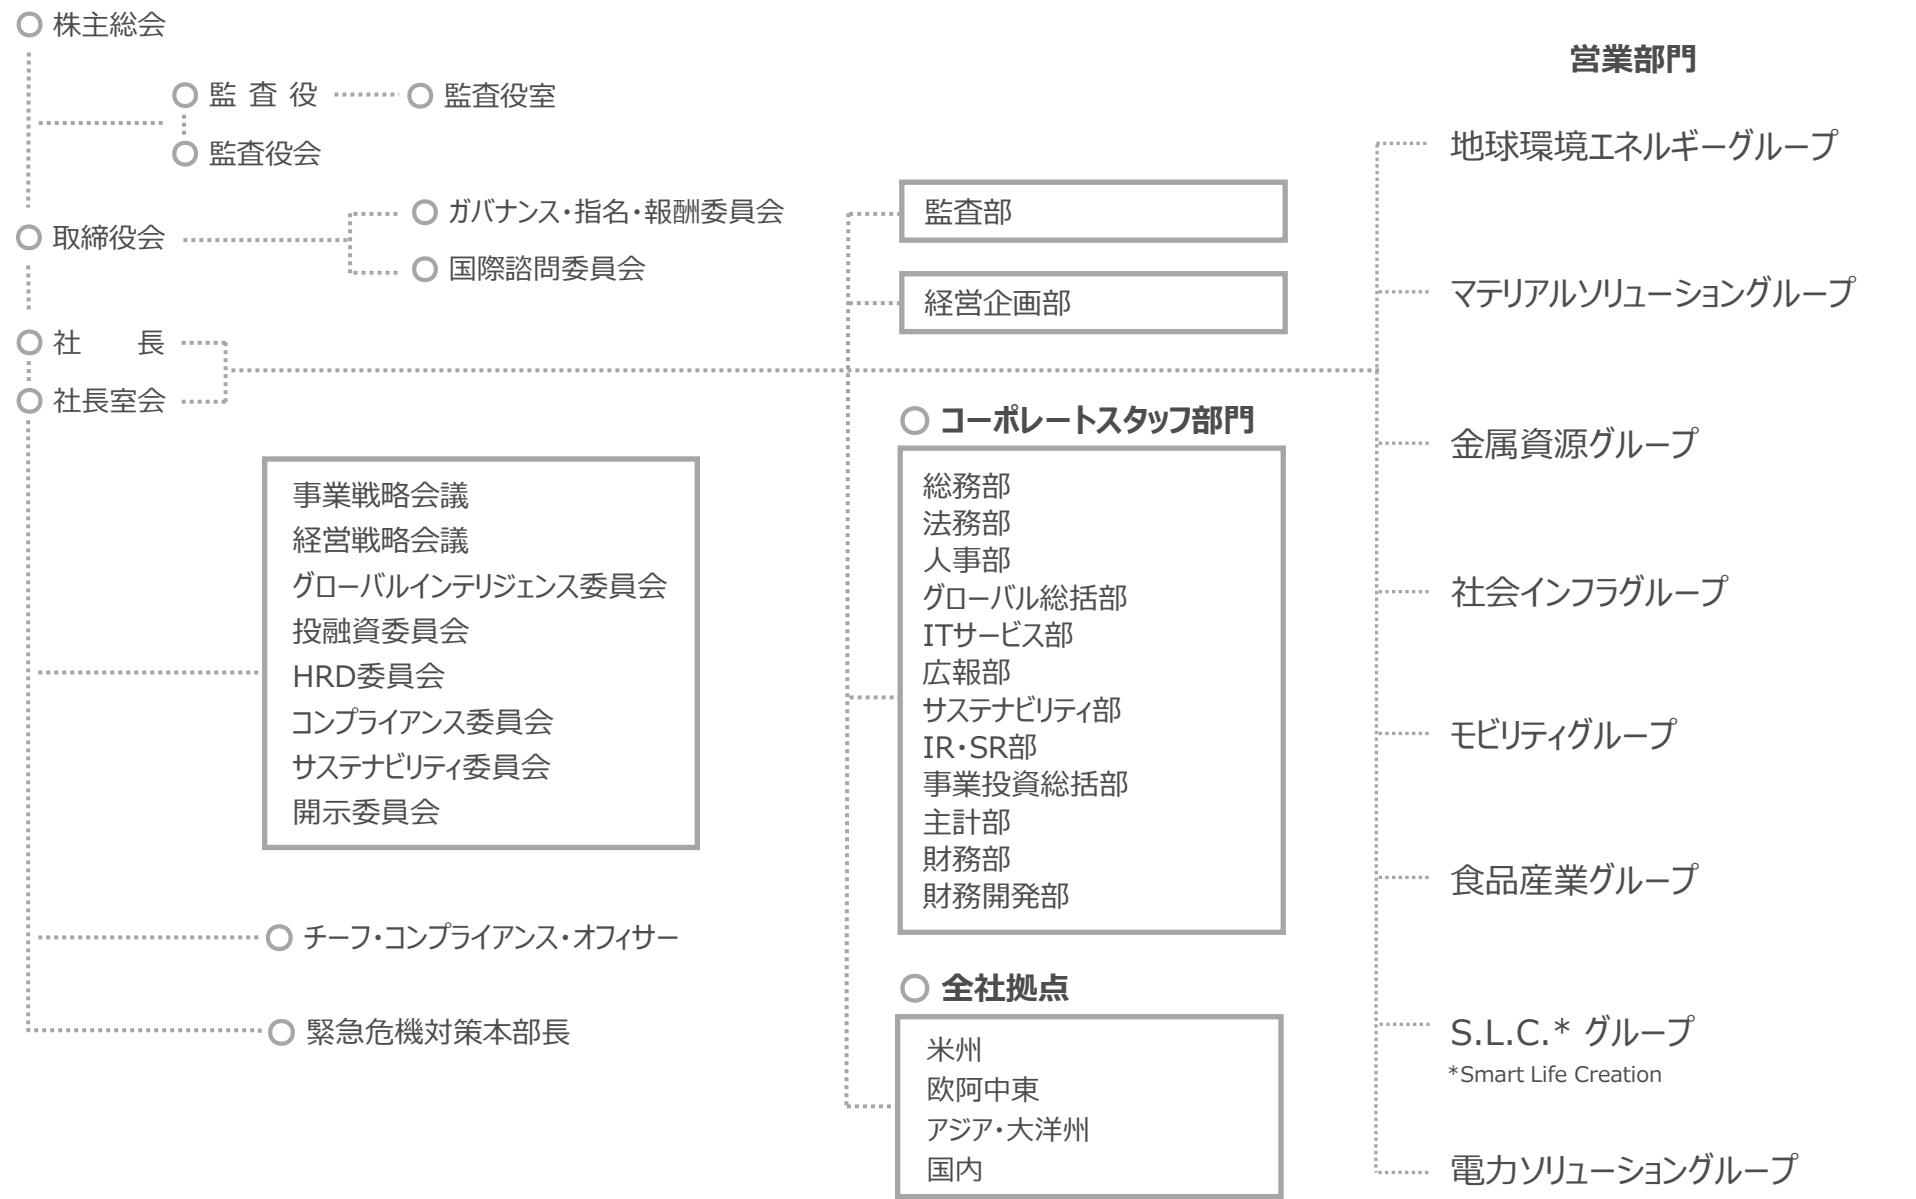 株主総会
監 査 役
監査役室
監査役会
取締役会
ガバナンス・指名・報酬委員会
国際諮問委員会
社　　長
社長室会
事業戦略会議
経営戦略会議
グローバルインテリジェンス委員会
投融資委員会
HRD委員会
コンプライアンス委員会
サステナビリティ委員会
開示委員会
チーフ・コンプライアンス・オフィサー
緊急危機対策本部長
監査部
経営企画部
コーポレートスタッフ部門
総務部
法務部
人事部
グローバル総括部
ITサービス部
広報部
サステナビリティ部
IR・SR部
事業投資総括部
主計部
財務部
財務開発部
全社拠点
米州
欧阿中東
アジア・大洋州
国内
営業部門
地球環境エネルギーグループ
マテリアルソリューショングループ
金属資源グループ
社会インフラグループ
モビリティグループ
食品産業グループ
S.L.C.* グループ
*Smart Life Creation
電力ソリューショングループ